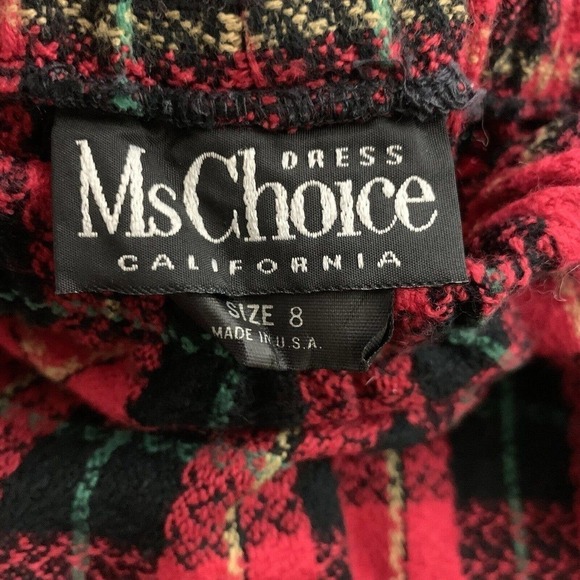 DRESS
MsChoice
CALIFORNIA
SIZE 8
MADE IN U.S.A.